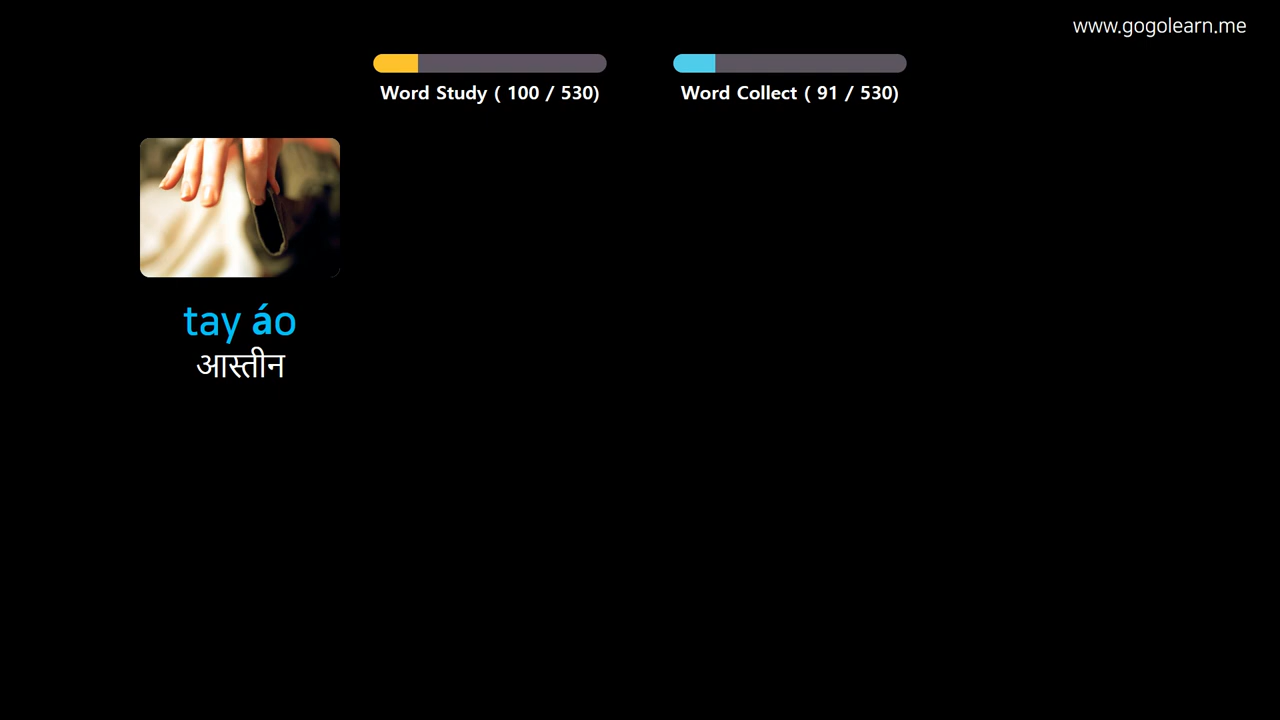 www.gogolearn.me
Word Study ( 100 / 530)
Word Collect ( 91 / 530)
tay áo
आस्तीन